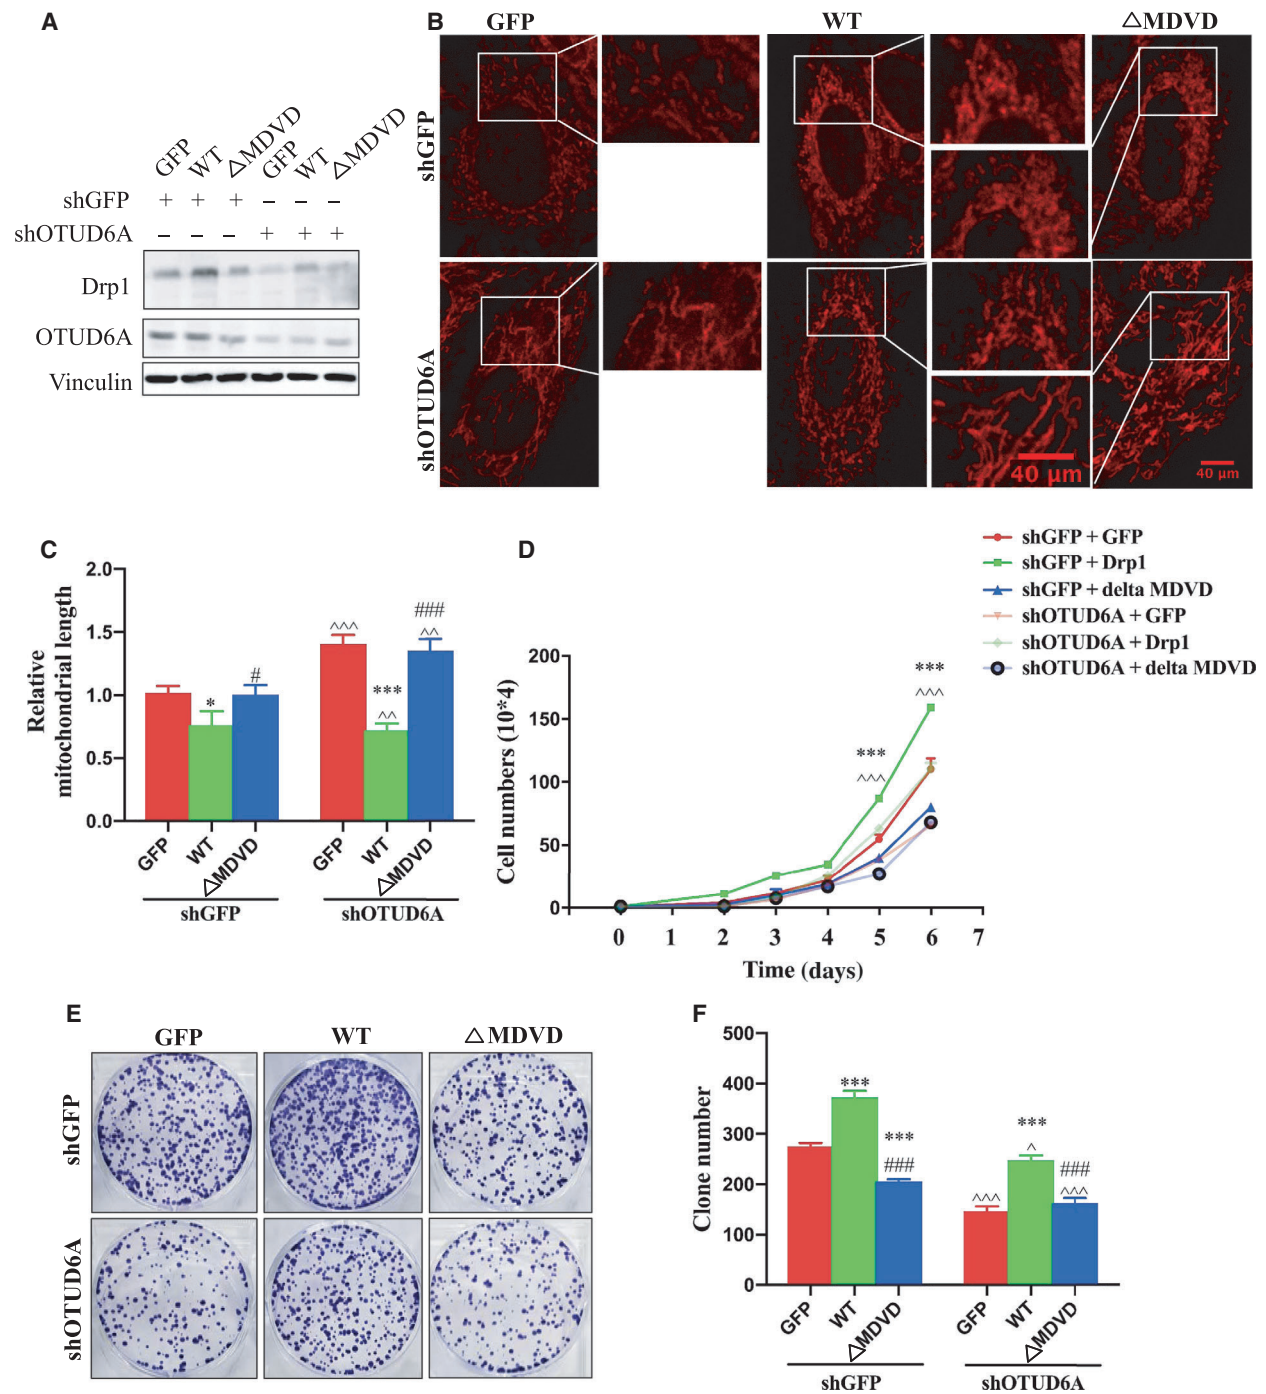 A
GFP WT △MDVD GFP WT △MDVD
shGFP + + + – – –
shOTUD6A – – – + + +
Drp1
OTUD6A
Vinculin
B
GFP WT △MDVD
shGFP
shOTUD6A
40 μm
40 μm
C
Relative
mitochondrial length
2.0
1.5
1.0
0.5
0.0
* # ^^^ *** ^^ ### ^^
GFP WT △MDVD GFP WT △MDVD
shGFP shOTUD6A
D
shGFP + GFP
shGFP + Drp1
shGFP + delta MDVD
shOTUD6A + GFP
shOTUD6A + Drp1
shOTUD6A + delta MDVD
Cell numbers (10*4)
200
150
100
50
0
*** ***
^^^ ^^^
0 1 2 3 4 5 6 7
Time (days)
E
GFP WT △MDVD
shGFP
shOTUD6A
F
Clone number
500
400
300
200
100
0
*** *** ### ^^^ *** ^ ### ^^^
GFP WT △MDVD GFP WT △MDVD
shGFP shOTUD6A